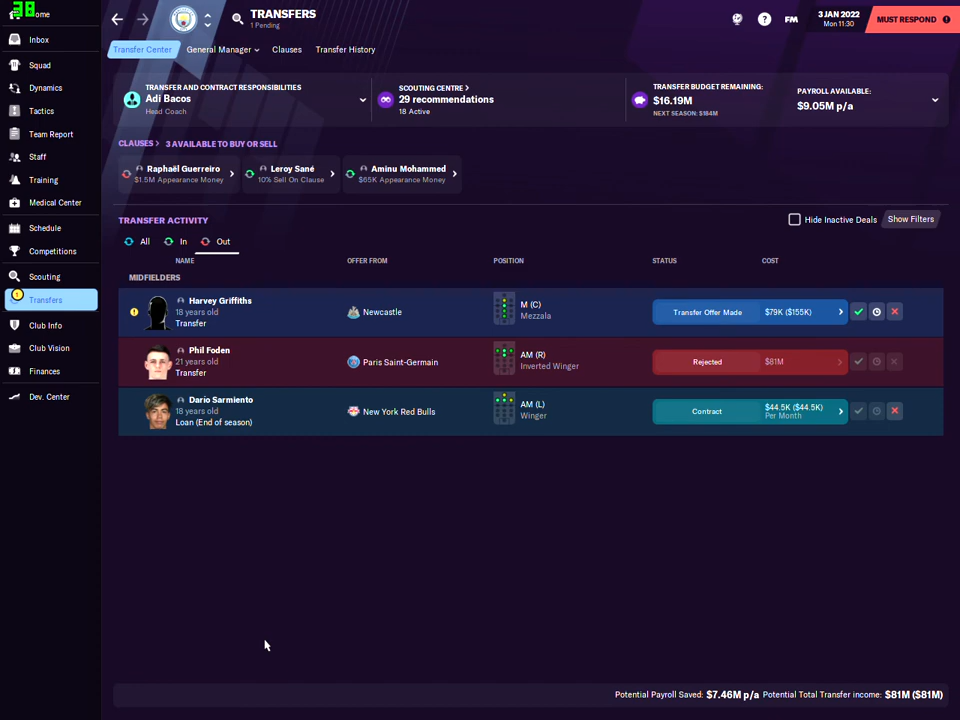 38
ome
TRANSFERS
1 Pending
FM
3 JAN 2022
Mon 11:30
MUST RESPOND
Inbox
Squad
Dynamics
Tactics
Team Report
Staff
Training
Medical Center
Schedule
Competitions
Scouting
1
Transfers
Club Info
Club Vision
Finances
Dev. Center
Transfer Center
General Manager
Clauses
Transfer History
TRANSFER AND CONTRACT RESPONSIBILITIES
Adi Bacos
Head Coach
SCOUTING CENTRE >
29 recommendations
18 Active
TRANSFER BUDGET REMAINING:
$16.19M
NEXT SEASON: $184M
PAYROLL AVAILABLE:
$9.05M p/a
CLAUSES > 3 AVAILABLE TO BUY OR SELL
Raphaël Guerreiro
$1.5M Appearance Money
Leroy Sané
10% Sell On Clause
Aminu Mohammed
$65K Appearance Money
TRANSFER ACTIVITY
Hide Inactive Deals
Show Filters
All
In
Out
NAME OFFER FROM POSITION STATUS COST
MIDFIELDERS
Harvey Griffiths
18 years old
Transfer
Newcastle
M (C)
Mezzala
Transfer Offer Made
$79K ($155K)
Phil Foden
21 years old
Transfer
Paris Saint-Germain
AM (R)
Inverted Winger
Rejected
$81M
Darío Sarmiento
18 years old
Loan (End of season)
New York Red Bulls
AM (L)
Winger
Contract
$44.5K ($44.5K)
Per Month
Potential Payroll Saved: $7.46M p/a Potential Total Transfer income: $81M ($81M)